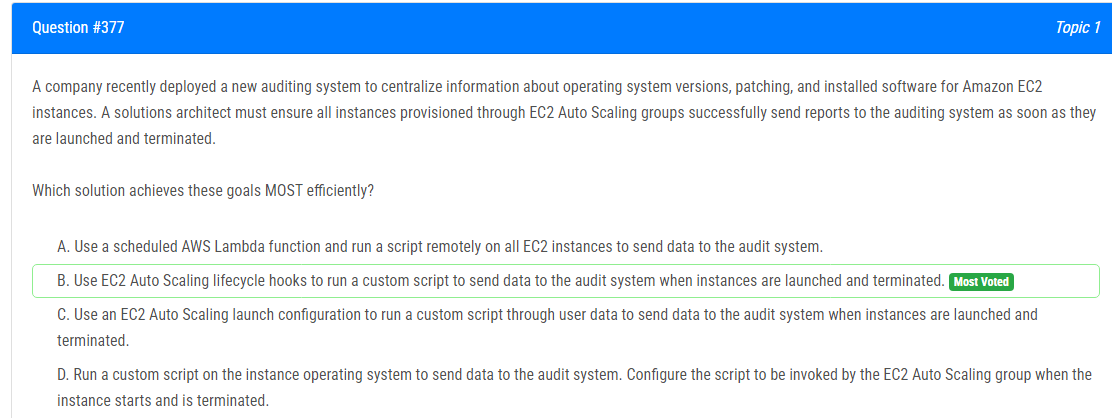 Question #377
Topic 1
A company recently deployed a new auditing system to centralize information about operating system versions, patching, and installed software for Amazon EC2
instances. A solutions architect must ensure all instances provisioned through EC2 Auto Scaling groups successfully send reports to the auditing system as soon as they
are launched and terminated.
Which solution achieves these goals MOST efficiently?
A. Use a scheduled AWS Lambda function and run a script remotely on all EC2 instances to send data to the audit system.
B. Use EC2 Auto Scaling lifecycle hooks to run a custom script to send data to the audit system when instances are launched and terminated. Most Voted
C. Use an EC2 Auto Scaling launch configuration to run a custom script through user data to send data to the audit system when instances are launched and
terminated.
D. Run a custom script on the instance operating system to send data to the audit system. Configure the script to be invoked by the EC2 Auto Scaling group when the
instance starts and is terminated.